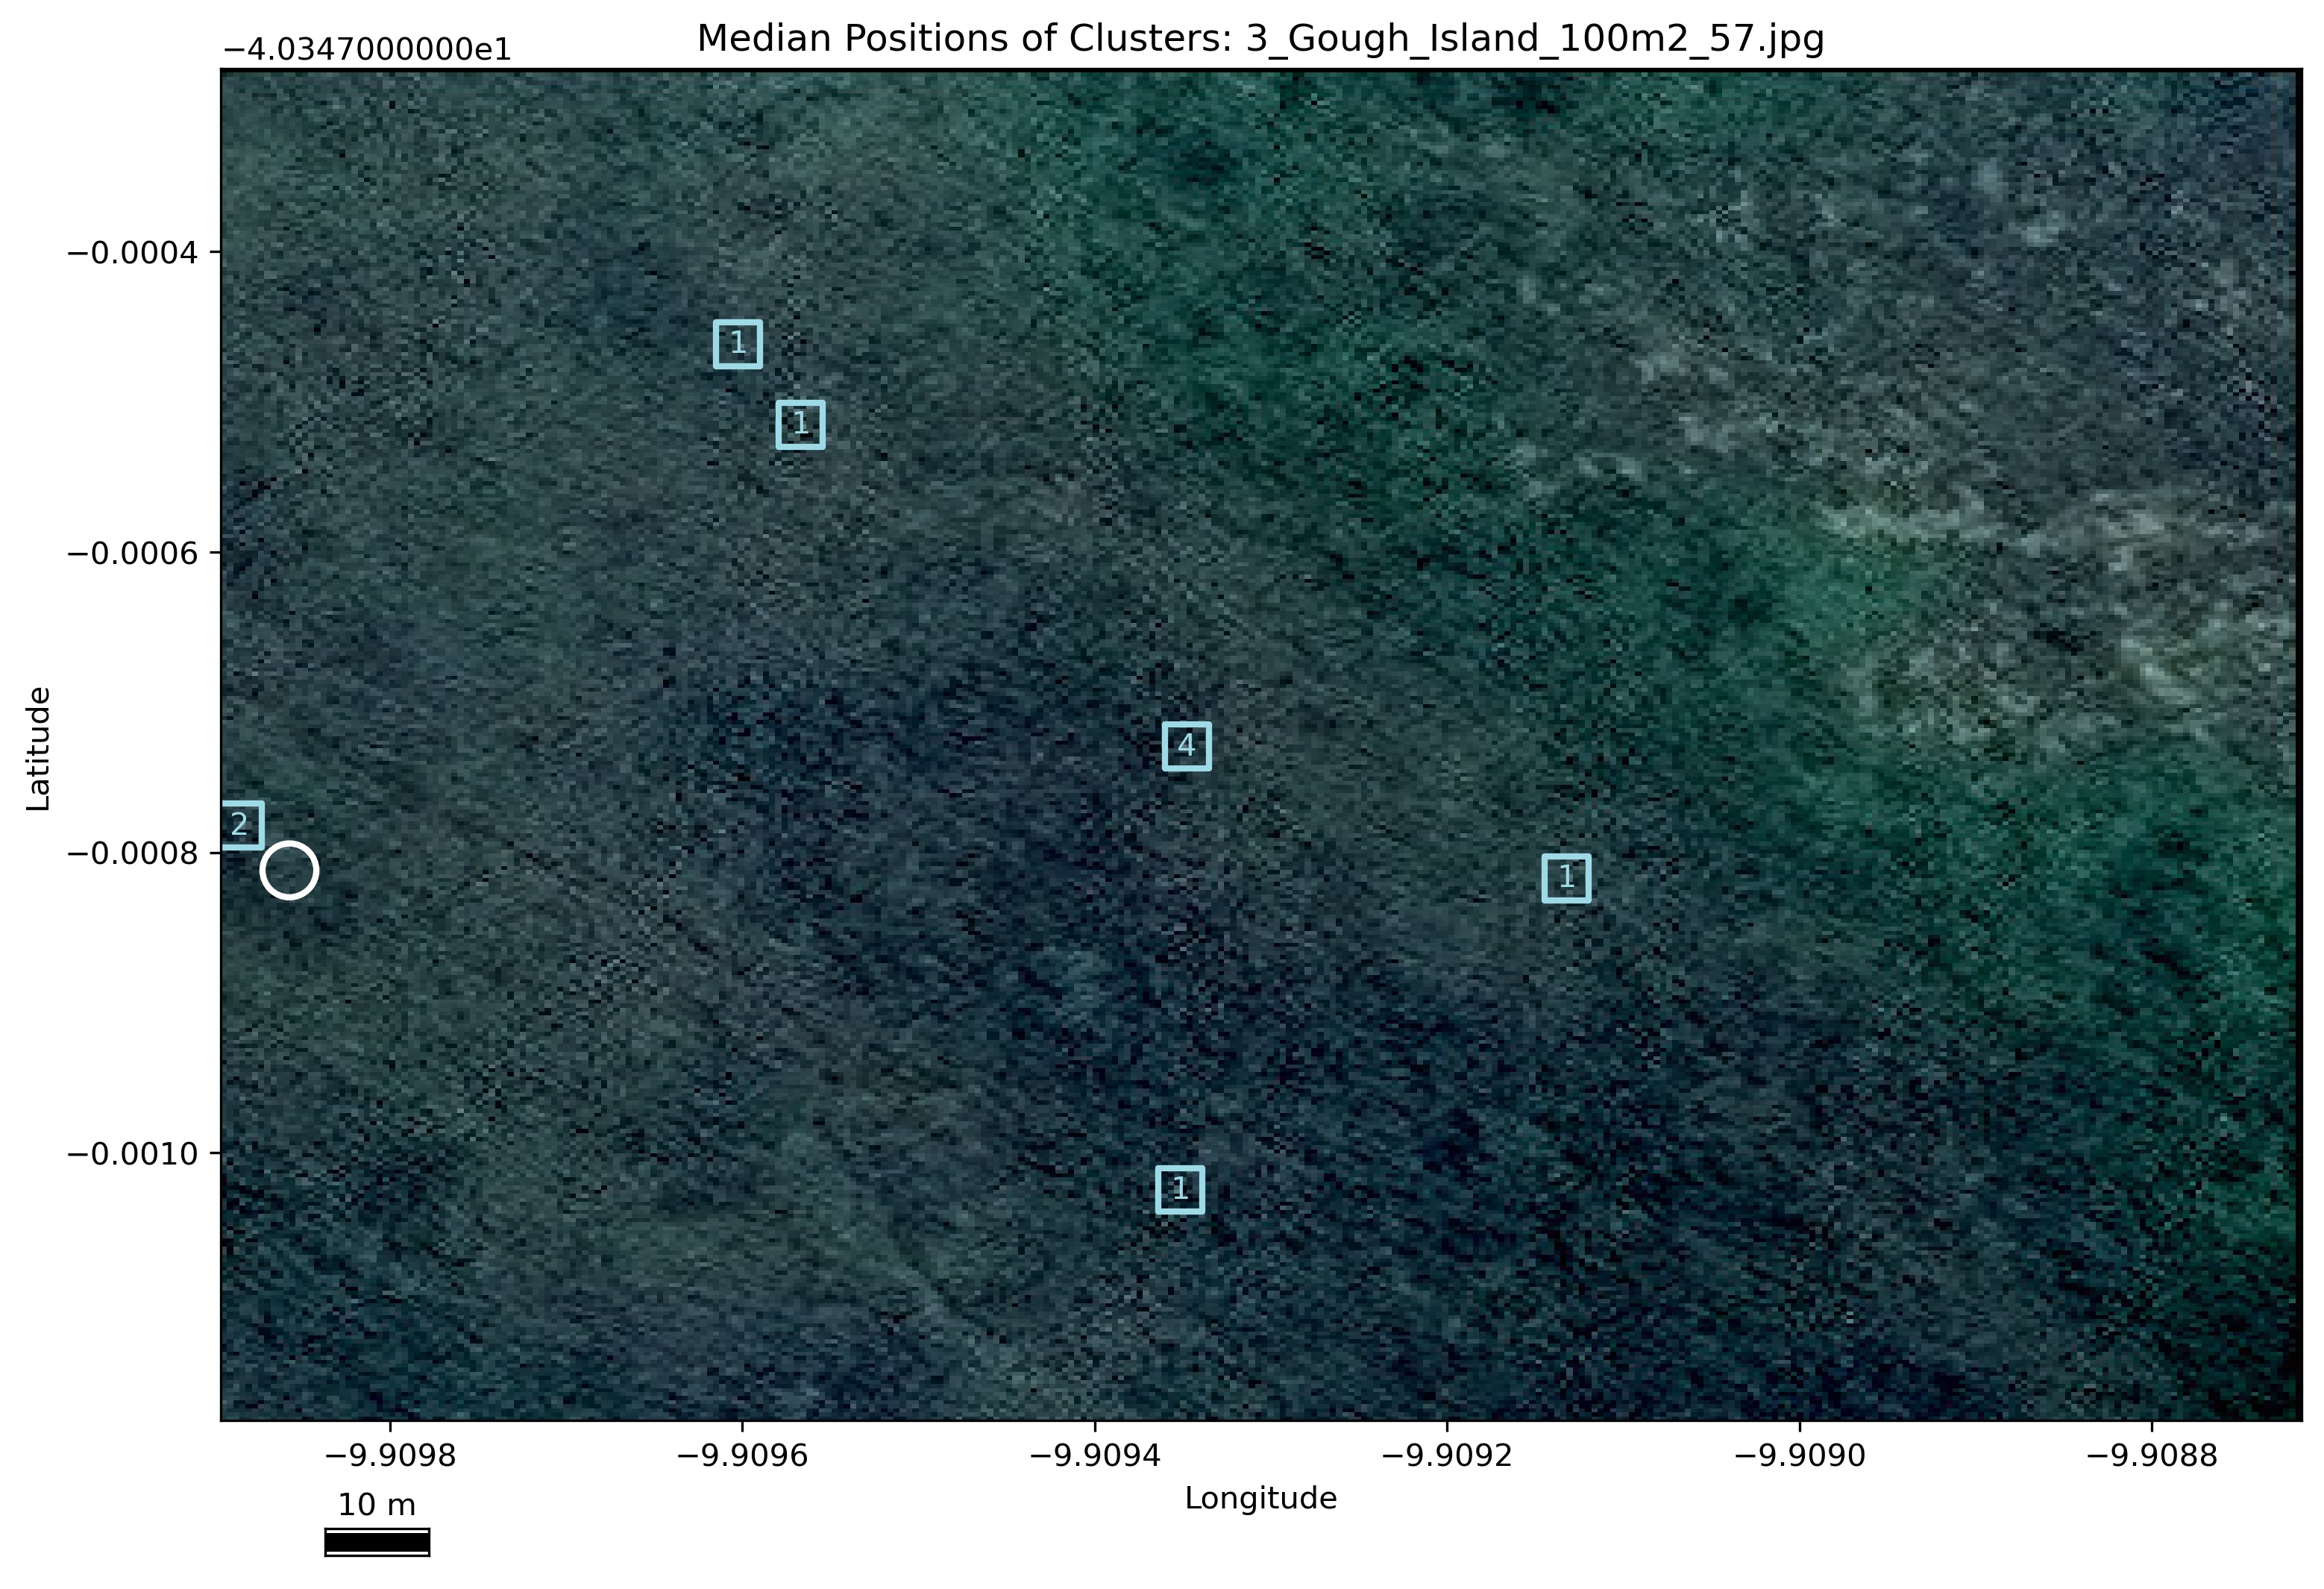 Median Positions of Clusters: 3_Gough_Island_100m2_57.jpg
−4.0347000000e1
−0.0004
1
1
−0.0006
4
Latitude
2
−0.0008
1
−0.0010
1
−9.9098 −9.9096 −9.9094 −9.9092 −9.9090 −9.9088
Longitude
10 m